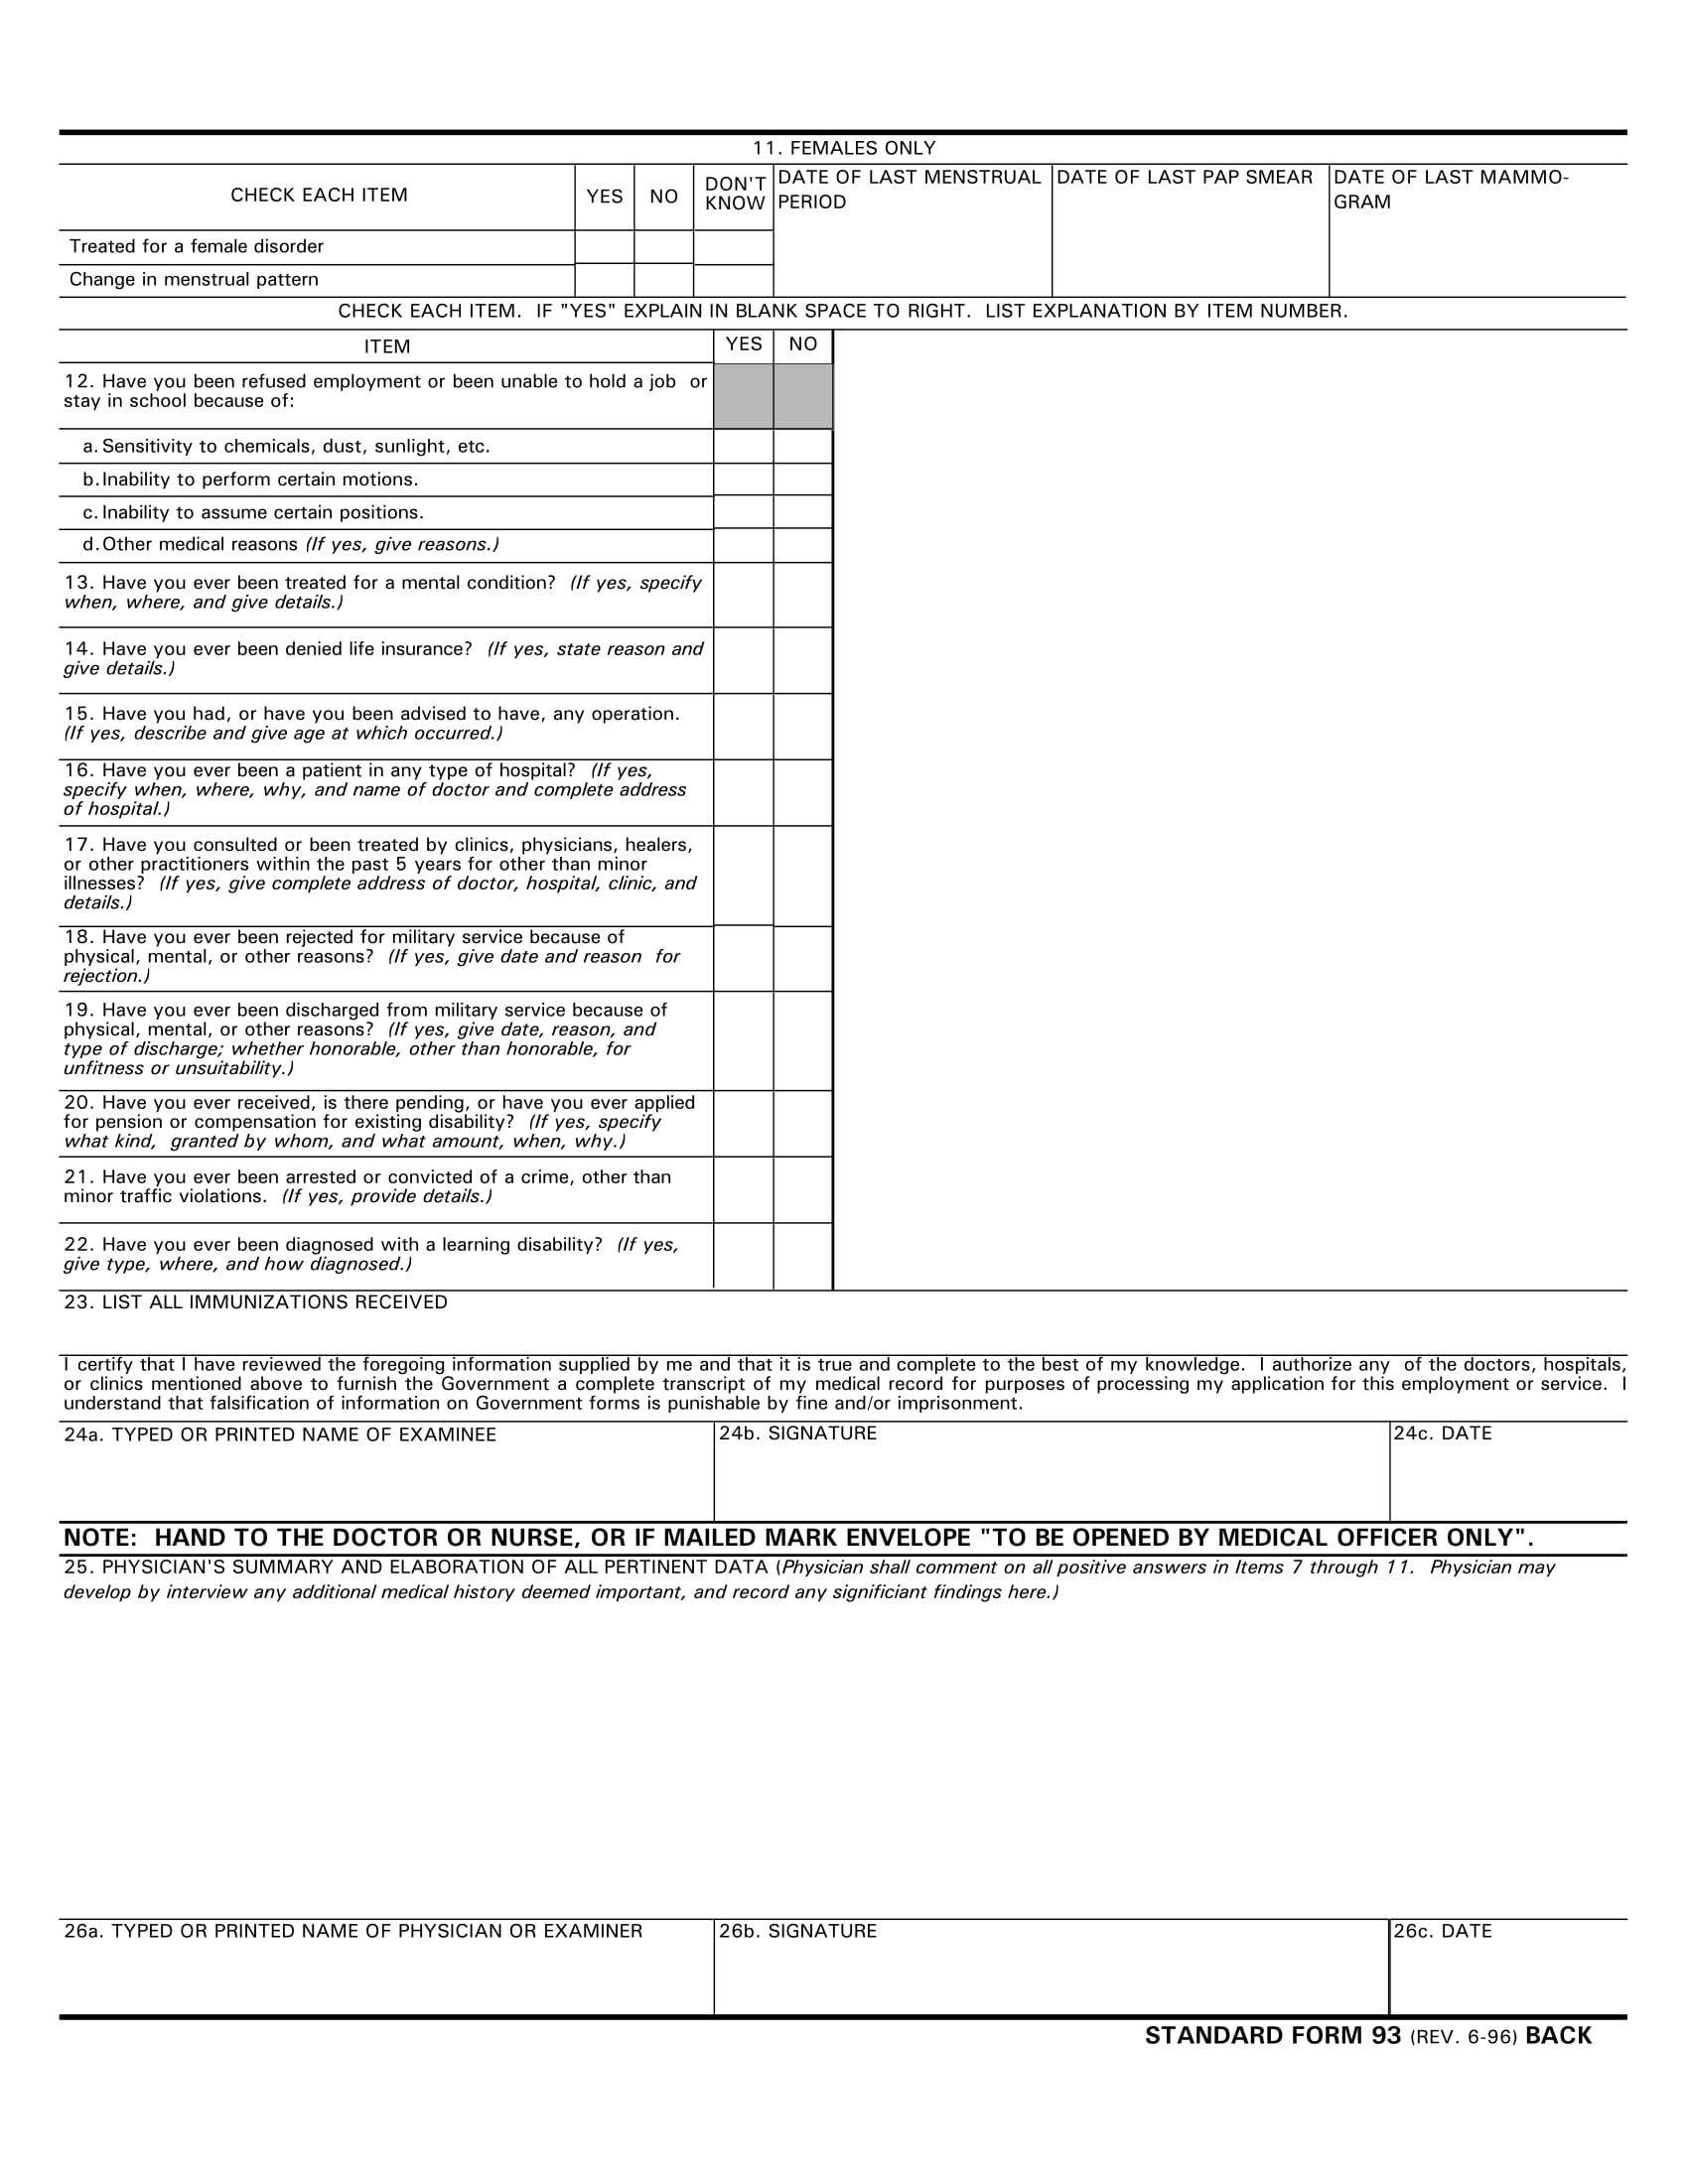 11. FEMALES ONLY
CHECK EACH ITEM
YES
NO
DON'T
KNOW
DATE OF LAST MENSTRUAL
PERIOD
DATE OF LAST PAP SMEAR
DATE OF LAST MAMMO-
GRAM
Treated for a female disorder
Change in menstrual pattern
CHECK EACH ITEM.  IF "YES" EXPLAIN IN BLANK SPACE TO RIGHT.  LIST EXPLANATION BY ITEM NUMBER.
ITEM
YES
NO
12. Have you been refused employment or been unable to hold a job  or
stay in school because of:
a. Sensitivity to chemicals, dust, sunlight, etc.
b. Inability to perform certain motions.
c. Inability to assume certain positions.
d. Other medical reasons (If yes, give reasons.)
13. Have you ever been treated for a mental condition?  (If yes, specify
when, where, and give details.)
14. Have you ever been denied life insurance?  (If yes, state reason and
give details.)
15. Have you had, or have you been advised to have, any operation.
(If yes, describe and give age at which occurred.)
16. Have you ever been a patient in any type of hospital?  (If yes,
specify when, where, why, and name of doctor and complete address
of hospital.)
17. Have you consulted or been treated by clinics, physicians, healers,
or other practitioners within the past 5 years for other than minor
illnesses?  (If yes, give complete address of doctor, hospital, clinic, and
details.)
18. Have you ever been rejected for military service because of
physical, mental, or other reasons?  (If yes, give date and reason  for
rejection.)
19. Have you ever been discharged from military service because of
physical, mental, or other reasons?  (If yes, give date, reason, and
type of discharge; whether honorable, other than honorable, for
unfitness or unsuitability.)
20. Have you ever received, is there pending, or have you ever applied
for pension or compensation for existing disability?  (If yes, specify
what kind,  granted by whom, and what amount, when, why.)
21. Have you ever been arrested or convicted of a crime, other than
minor traffic violations.  (If yes, provide details.)
22. Have you ever been diagnosed with a learning disability?  (If yes,
give type, where, and how diagnosed.)
23. LIST ALL IMMUNIZATIONS RECEIVED
I certify that I have reviewed the foregoing information supplied by me and that it is true and complete to the best of my knowledge.  I authorize any  of the doctors, hospitals,
or clinics mentioned above to furnish the Government a complete transcript of my medical record for purposes of processing my application for this employment or service.  I
understand that falsification of information on Government forms is punishable by fine and/or imprisonment.
24a. TYPED OR PRINTED NAME OF EXAMINEE
24b. SIGNATURE
24c. DATE
NOTE:  HAND TO THE DOCTOR OR NURSE, OR IF MAILED MARK ENVELOPE "TO BE OPENED BY MEDICAL OFFICER ONLY".
25. PHYSICIAN'S SUMMARY AND ELABORATION OF ALL PERTINENT DATA (Physician shall comment on all positive answers in Items 7 through 11.  Physician may
develop by interview any additional medical history deemed important, and record any significiant findings here.)
26a. TYPED OR PRINTED NAME OF PHYSICIAN OR EXAMINER
26b. SIGNATURE
26c. DATE
STANDARD FORM 93 (REV. 6-96) BACK